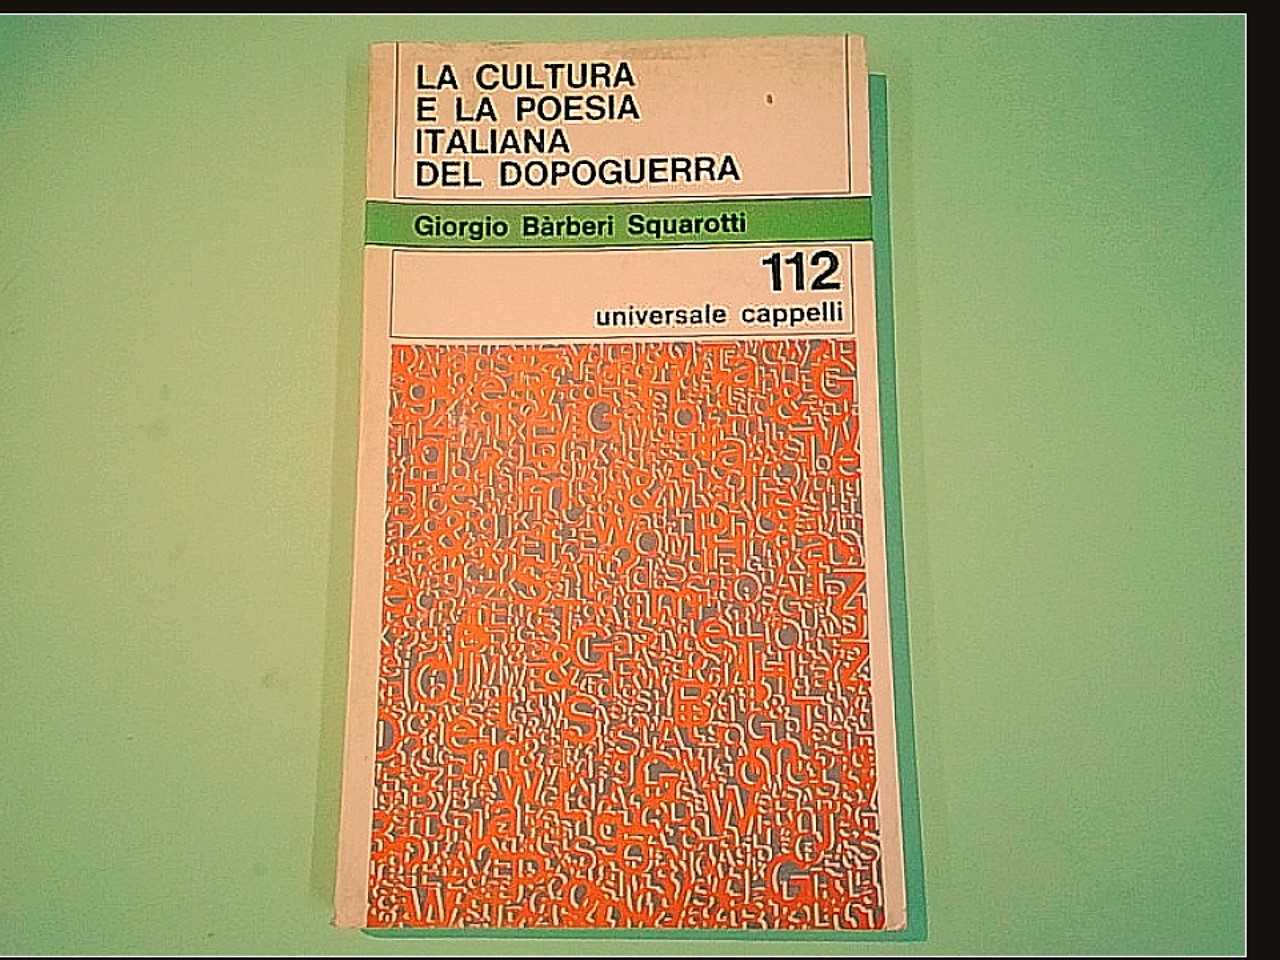 LA CULTURA
E LA POESIA
ITALIANA
DEL DOPOGUERRA
Giorgio Bàrberi Squarotti
112
universale cappelli